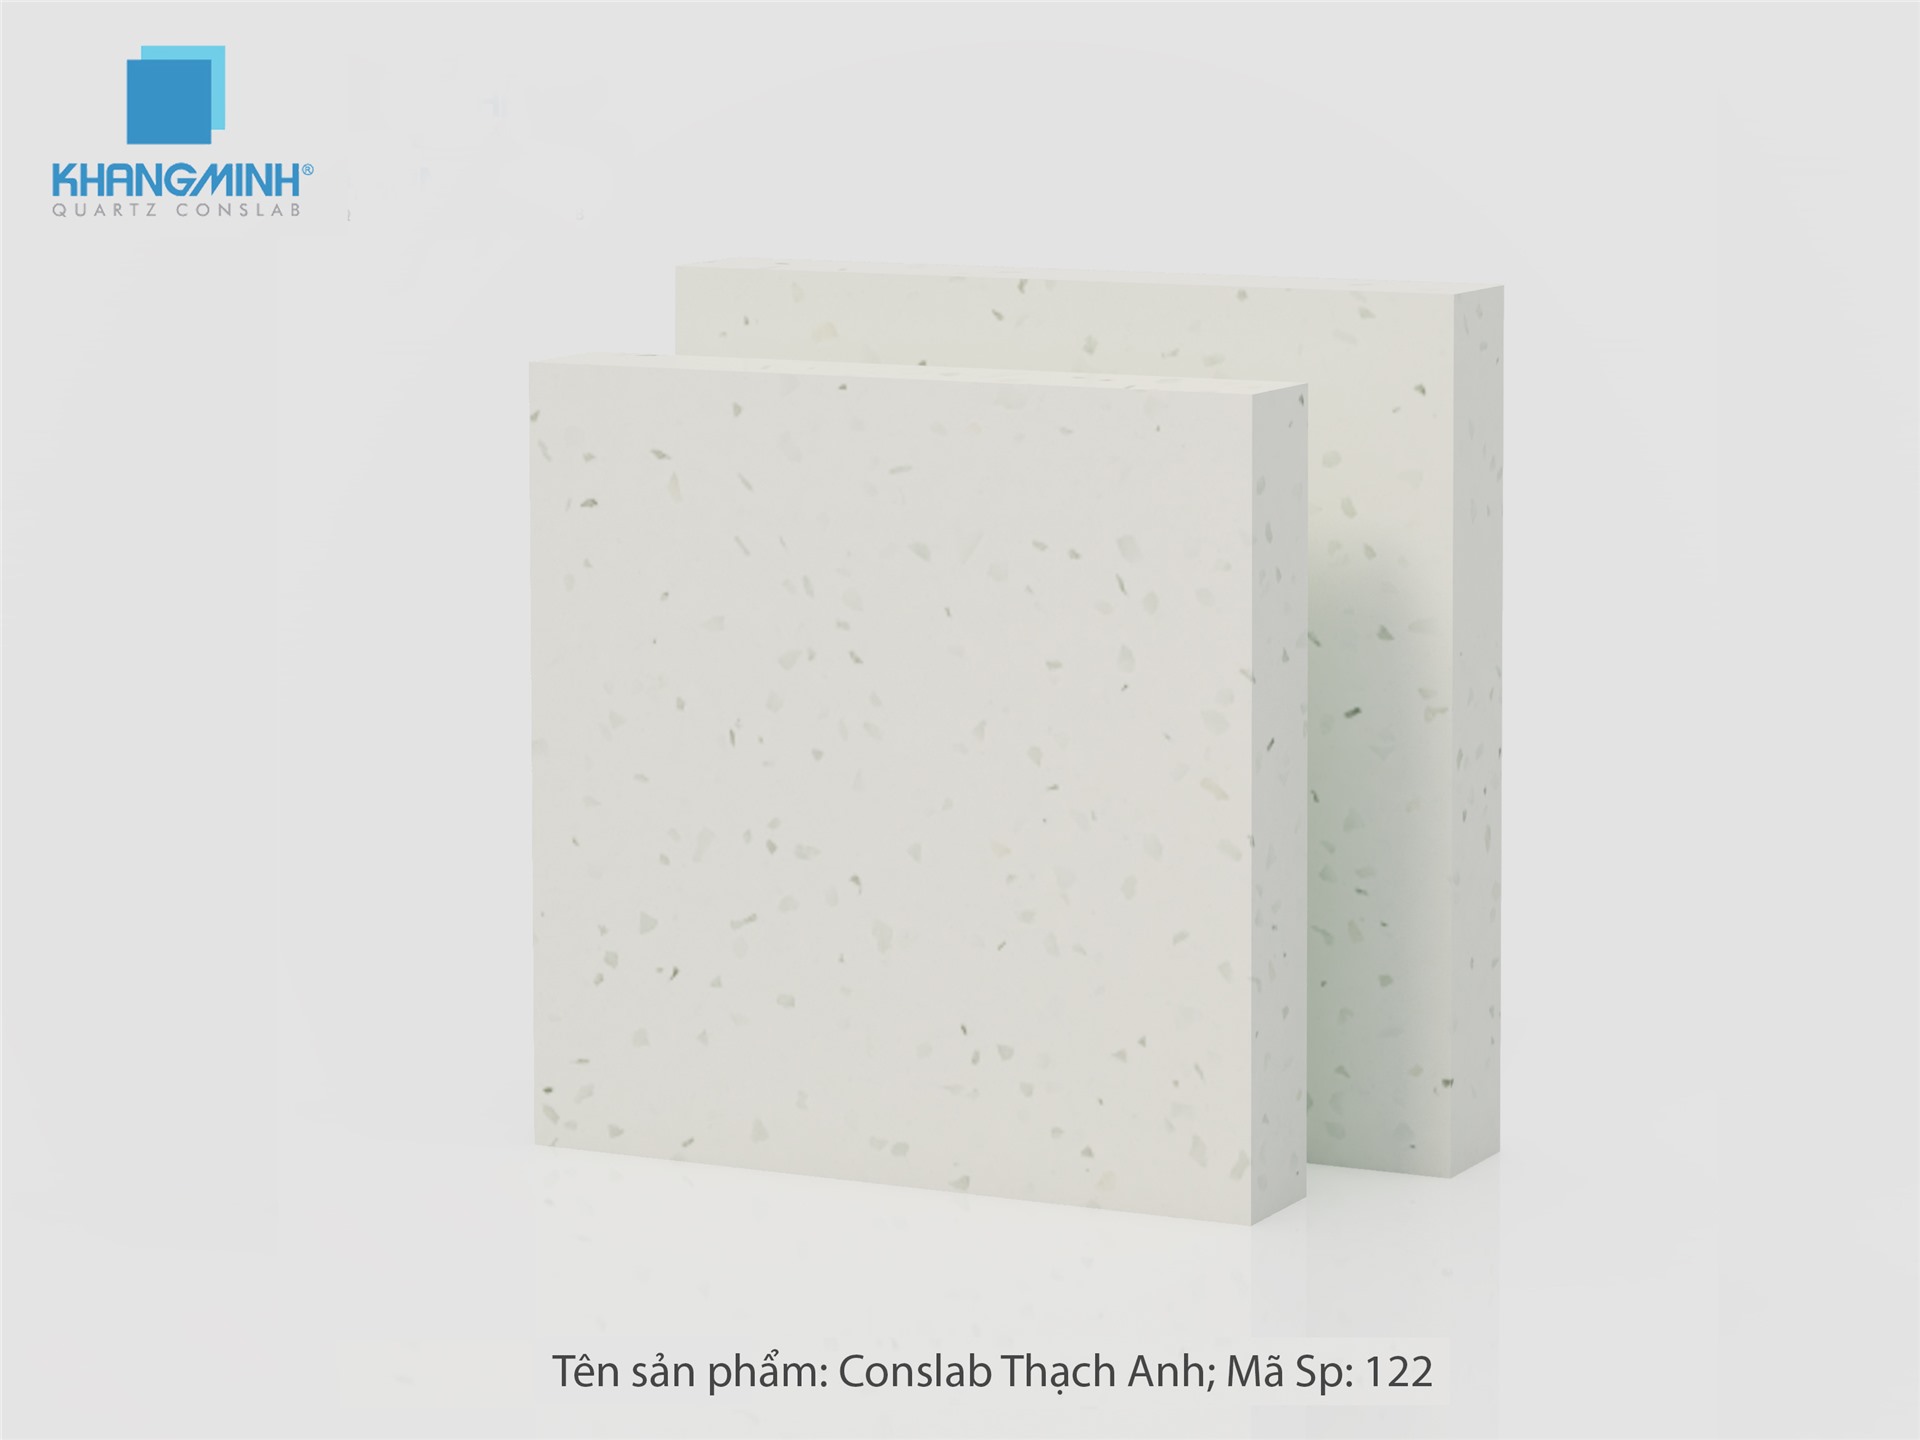 KHANGMINH®
QUARTZ CONSLAB
Tên sản phẩm: Conslab Thạch Anh; Mã Sp: 122